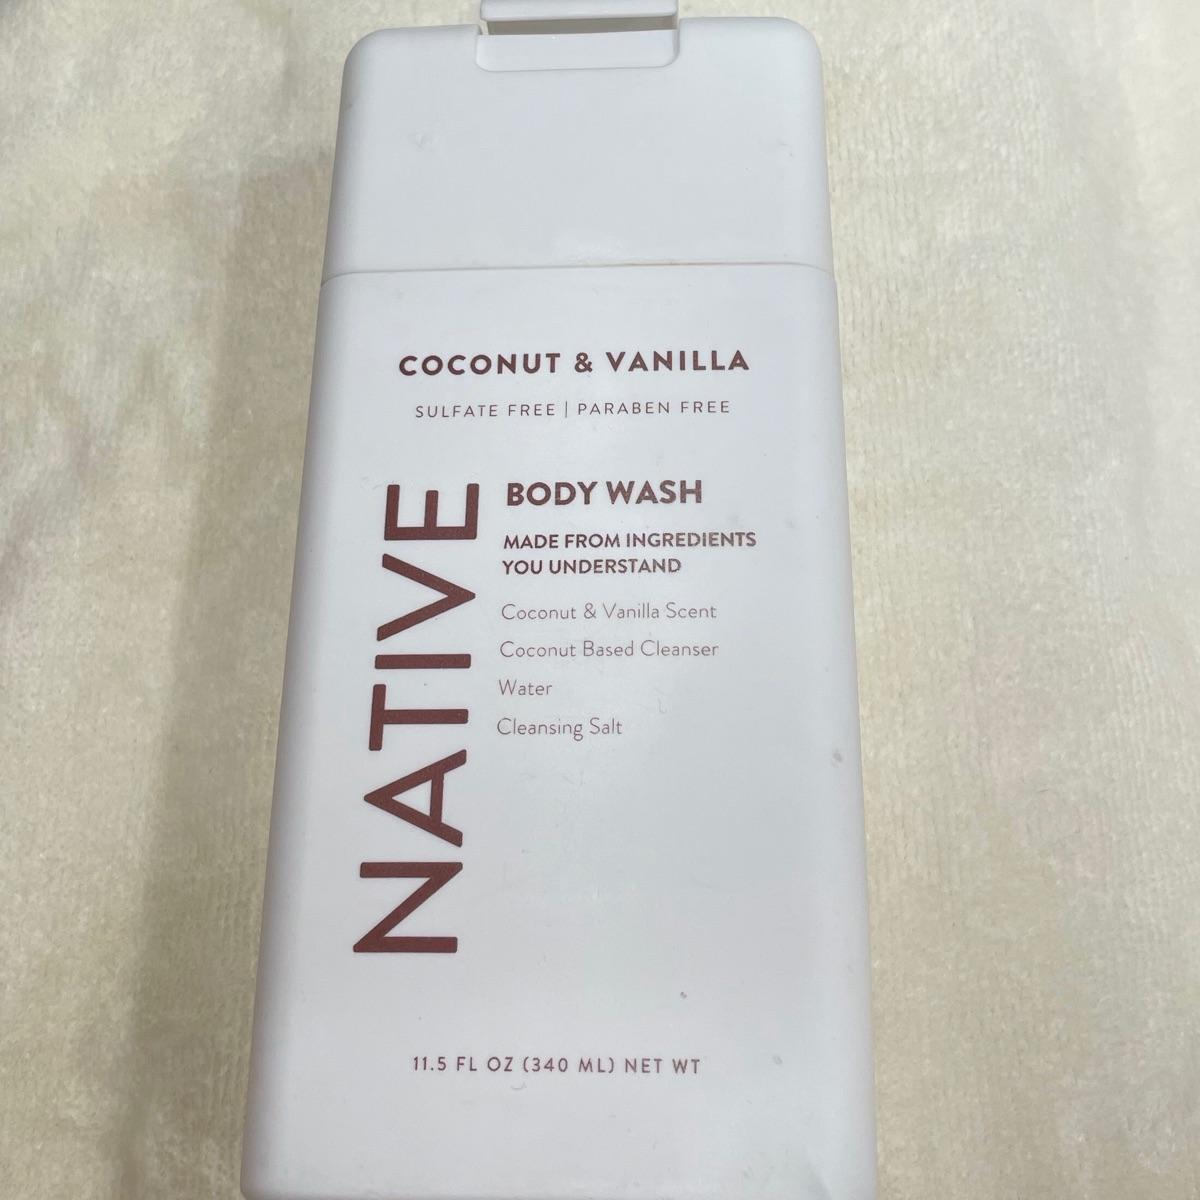 COCONUT & VANILLA
SULFATE FREE | PARABEN FREE
NATIVE
BODY WASH
MADE FROM INGREDIENTS
YOU UNDERSTAND
Coconut & Vanilla Scent
Coconut Based Cleanser
Water
Cleansing Salt
11.5 FL OZ (340 ML) NET WT